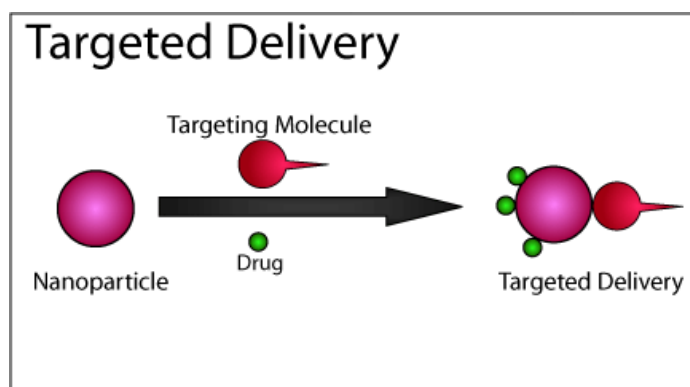 Targeted Delivery
Targeting Molecule
Drug
Nanoparticle
Targeted Delivery